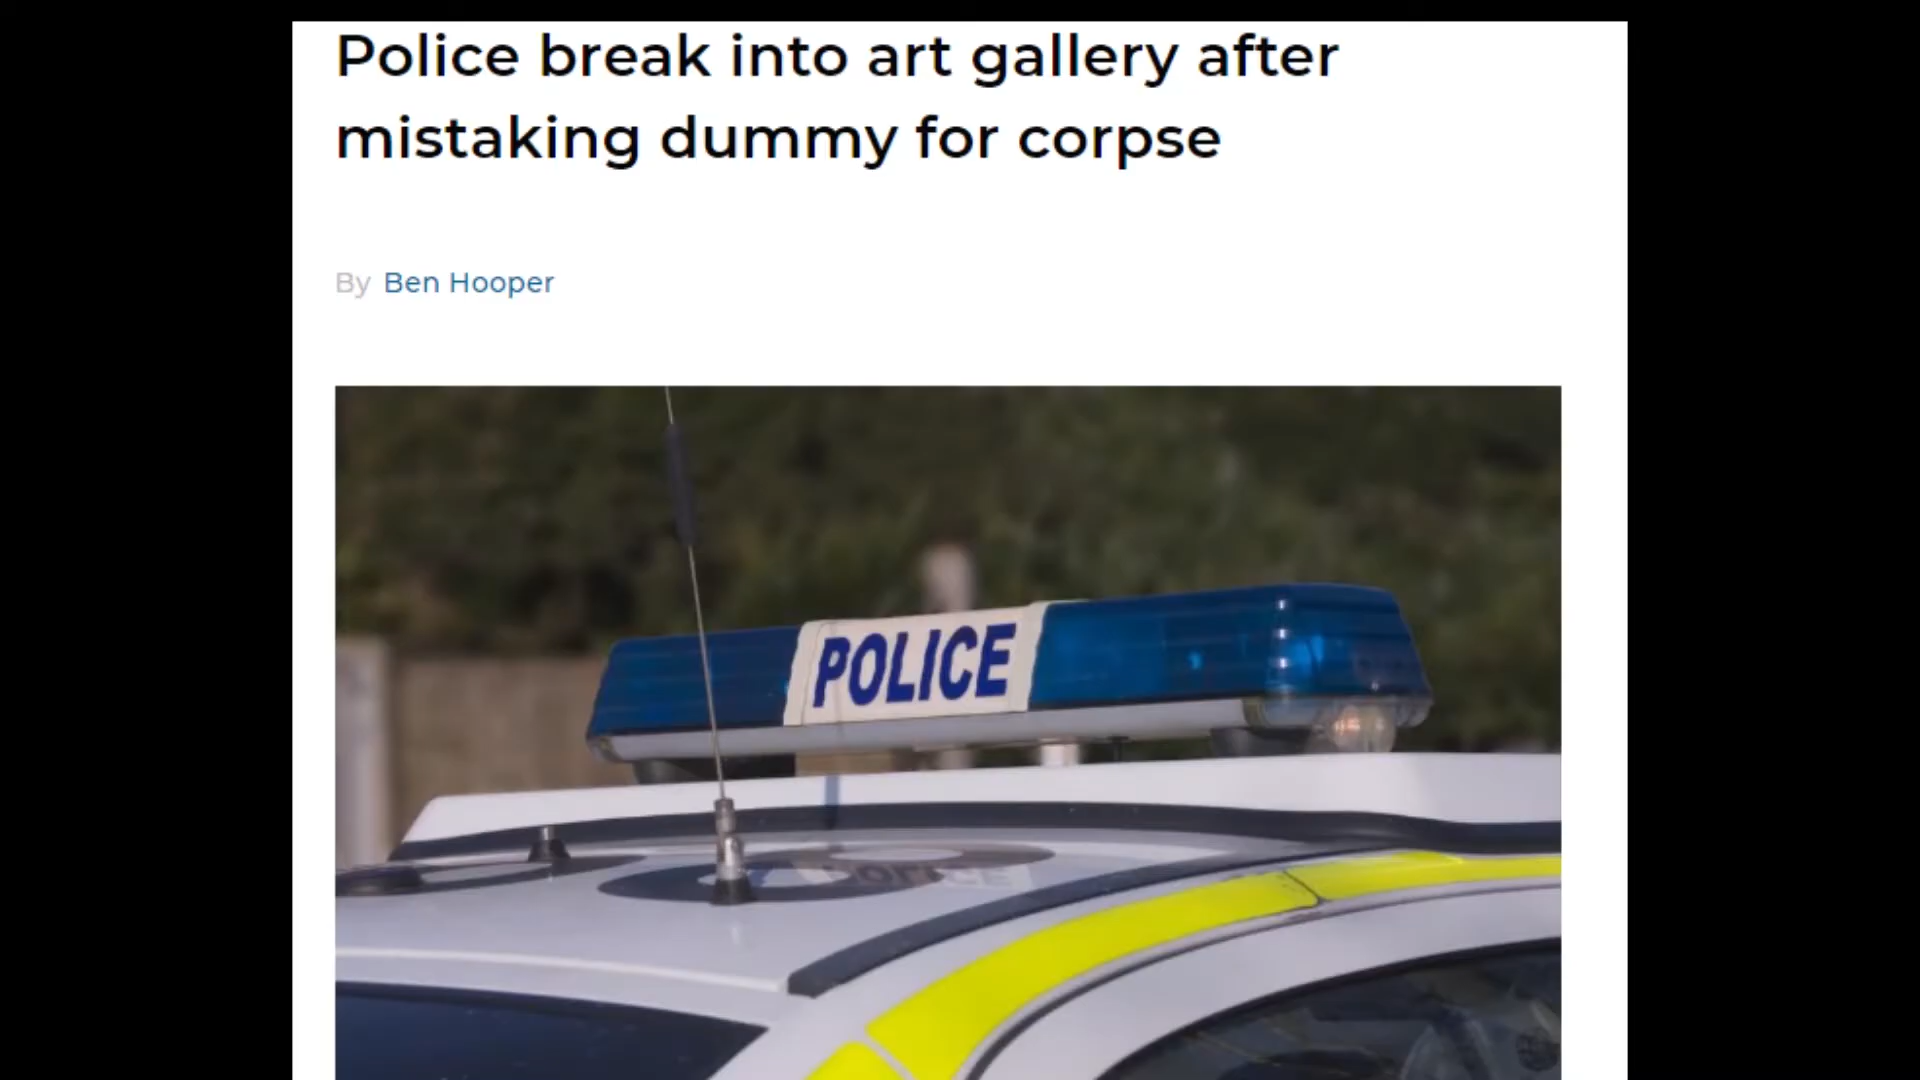 Police break into art gallery after
mistaking dummy for corpse
By Ben Hooper
POLICE